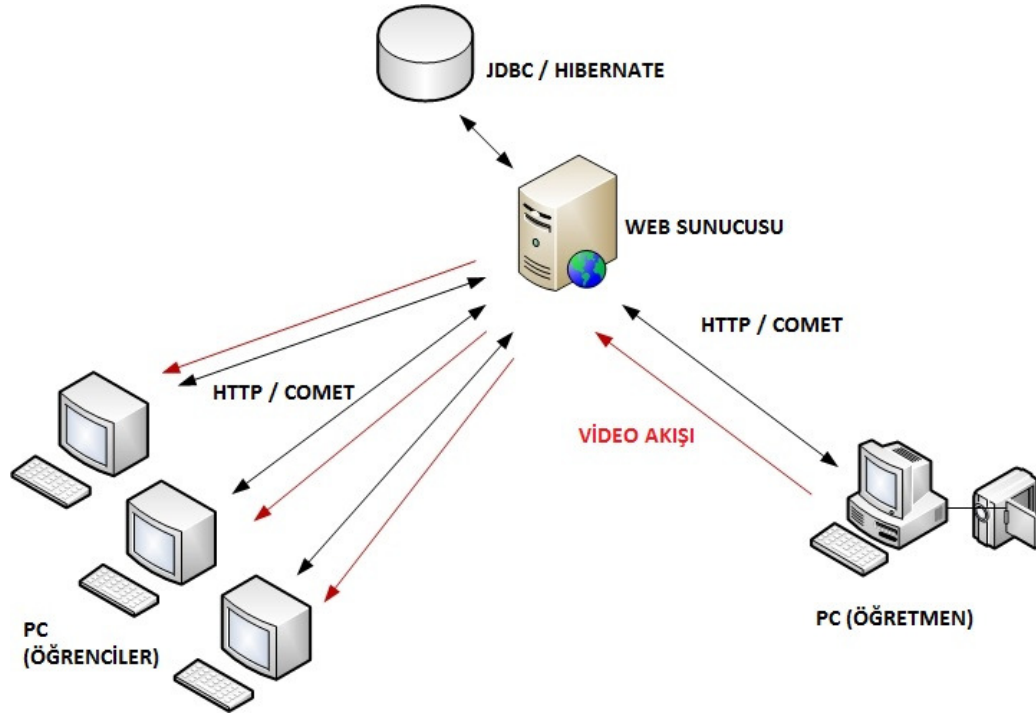 JDBC / HIBERNATE
WEB SUNUCUSU
HTTP / COMET
HTTP / COMET
VİDEO AKIŞI
PC (ÖĞRETMEN)
PC
(ÖĞRENCİLER)